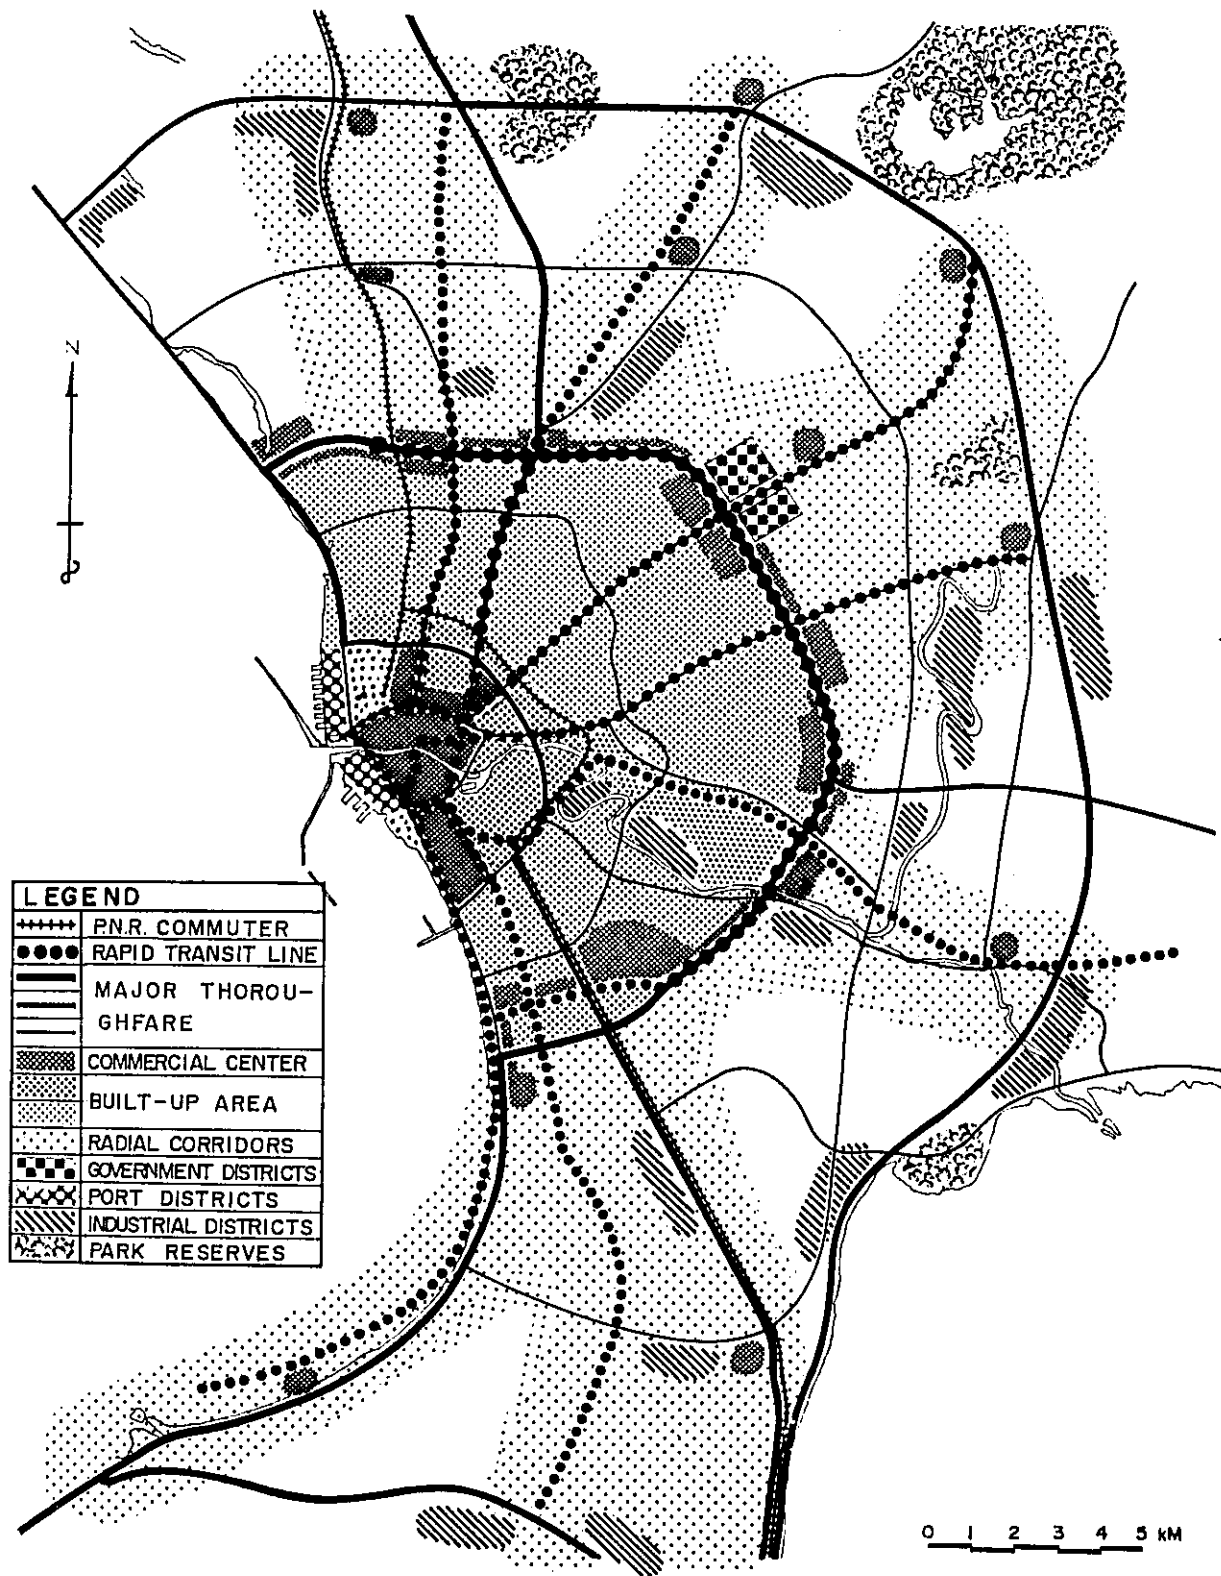 Z
LEGEND
P.N.R. COMMUTER
RAPID TRANSIT LINE
MAJOR THOROU-
GHFARE
COMMERCIAL CENTER
BUILT-UP AREA
RADIAL CORRIDORS
GOVERNMENT DISTRICTS
PORT DISTRICTS
INDUSTRIAL DISTRICTS
PARK RESERVES
0 1 2 3 4 5 KM